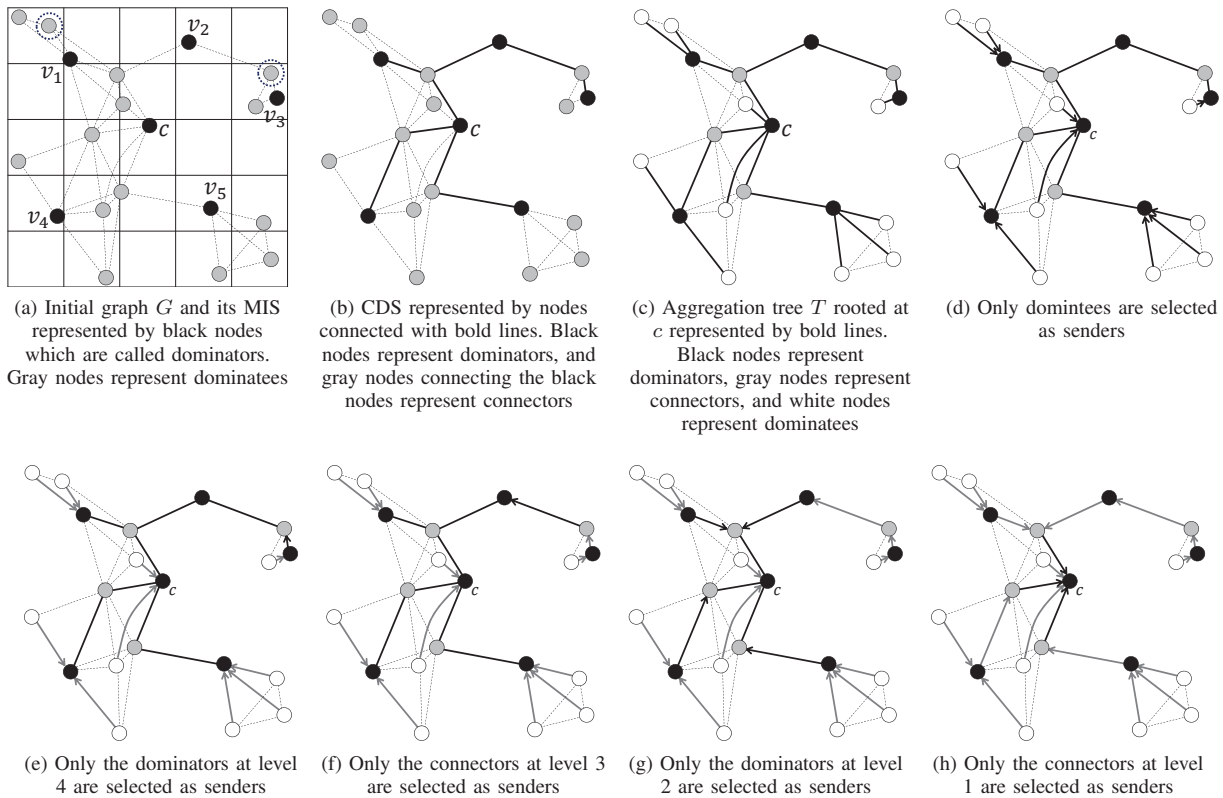 v1
v2
v3
c
v4
v5
c
c
c
(a) Initial graph G and its MIS
represented by black nodes
which are called dominators.
Gray nodes represent dominatees
(b) CDS represented by nodes
connected with bold lines. Black
nodes represent dominators, and
gray nodes connecting the black
nodes represent connectors
(c) Aggregation tree T rooted at
c represented by bold lines.
Black nodes represent
dominators, gray nodes represent
connectors, and white nodes
represent dominatees
(d) Only domintees are selected
as senders
c
c
c
c
(e) Only the dominators at level
4 are selected as senders
(f) Only the connectors at level 3
are selected as senders
(g) Only the dominators at level
2 are selected as senders
(h) Only the connectors at level
1 are selected as senders